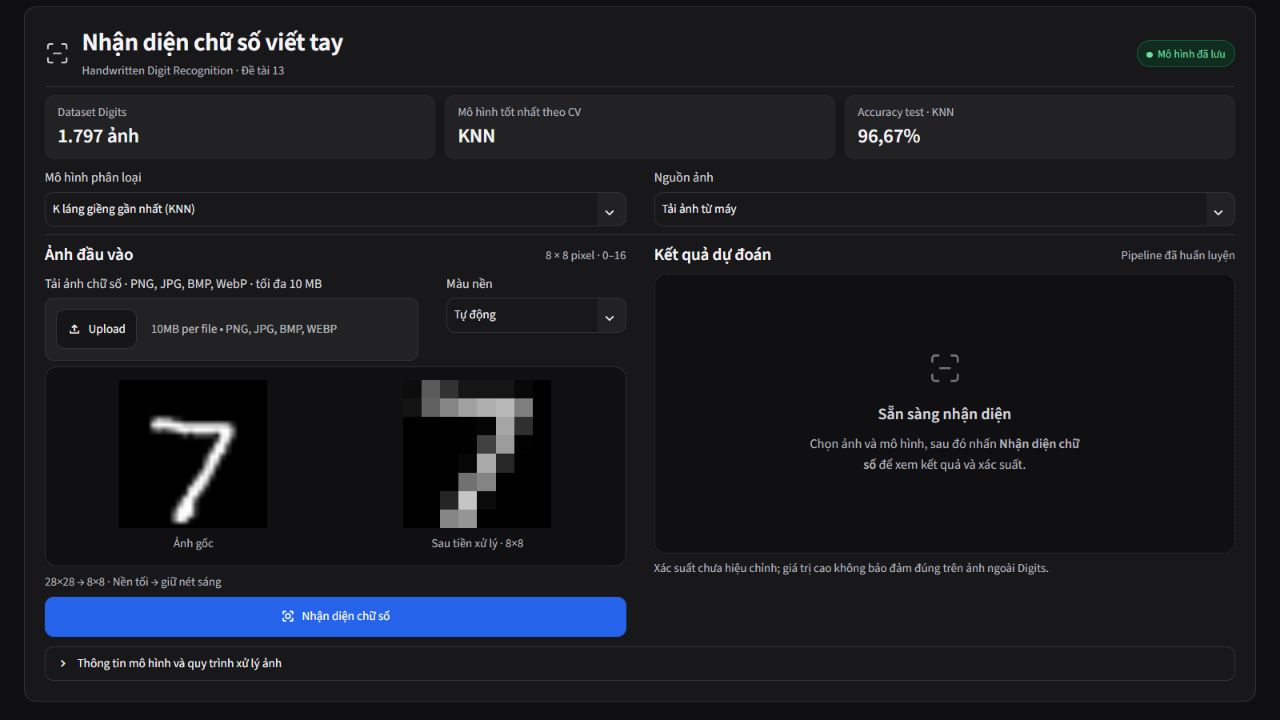 Nhận diện chữ số viết tay
Handwritten Digit Recognition · Đề tài 13
Mô hình đã lưu
Dataset Digits
1.797 ảnh
Mô hình tốt nhất theo CV
KNN
Accuracy test · KNN
96,67%
Mô hình phân loại
K láng giềng gần nhất (KNN)
Nguồn ảnh
Tải ảnh từ máy
Ảnh đầu vào
8 × 8 pixel · 0–16
Tải ảnh chữ số · PNG, JPG, BMP, WebP · tối đa 10 MB
Upload
10MB per file • PNG, JPG, BMP, WEBP
Màu nền
Tự động
7
7
Ảnh gốc
Sau tiền xử lý · 8×8
28×28 → 8×8 · Nền tối → giữ nét sáng
Nhận diện chữ số
Kết quả dự đoán
Pipeline đã huấn luyện
Sẵn sàng nhận diện
Chọn ảnh và mô hình, sau đó nhấn Nhận diện chữ
số để xem kết quả và xác suất.
Xác suất chưa hiệu chỉnh; giá trị cao không bảo đảm đúng trên ảnh ngoài Digits.
Thông tin mô hình và quy trình xử lý ảnh